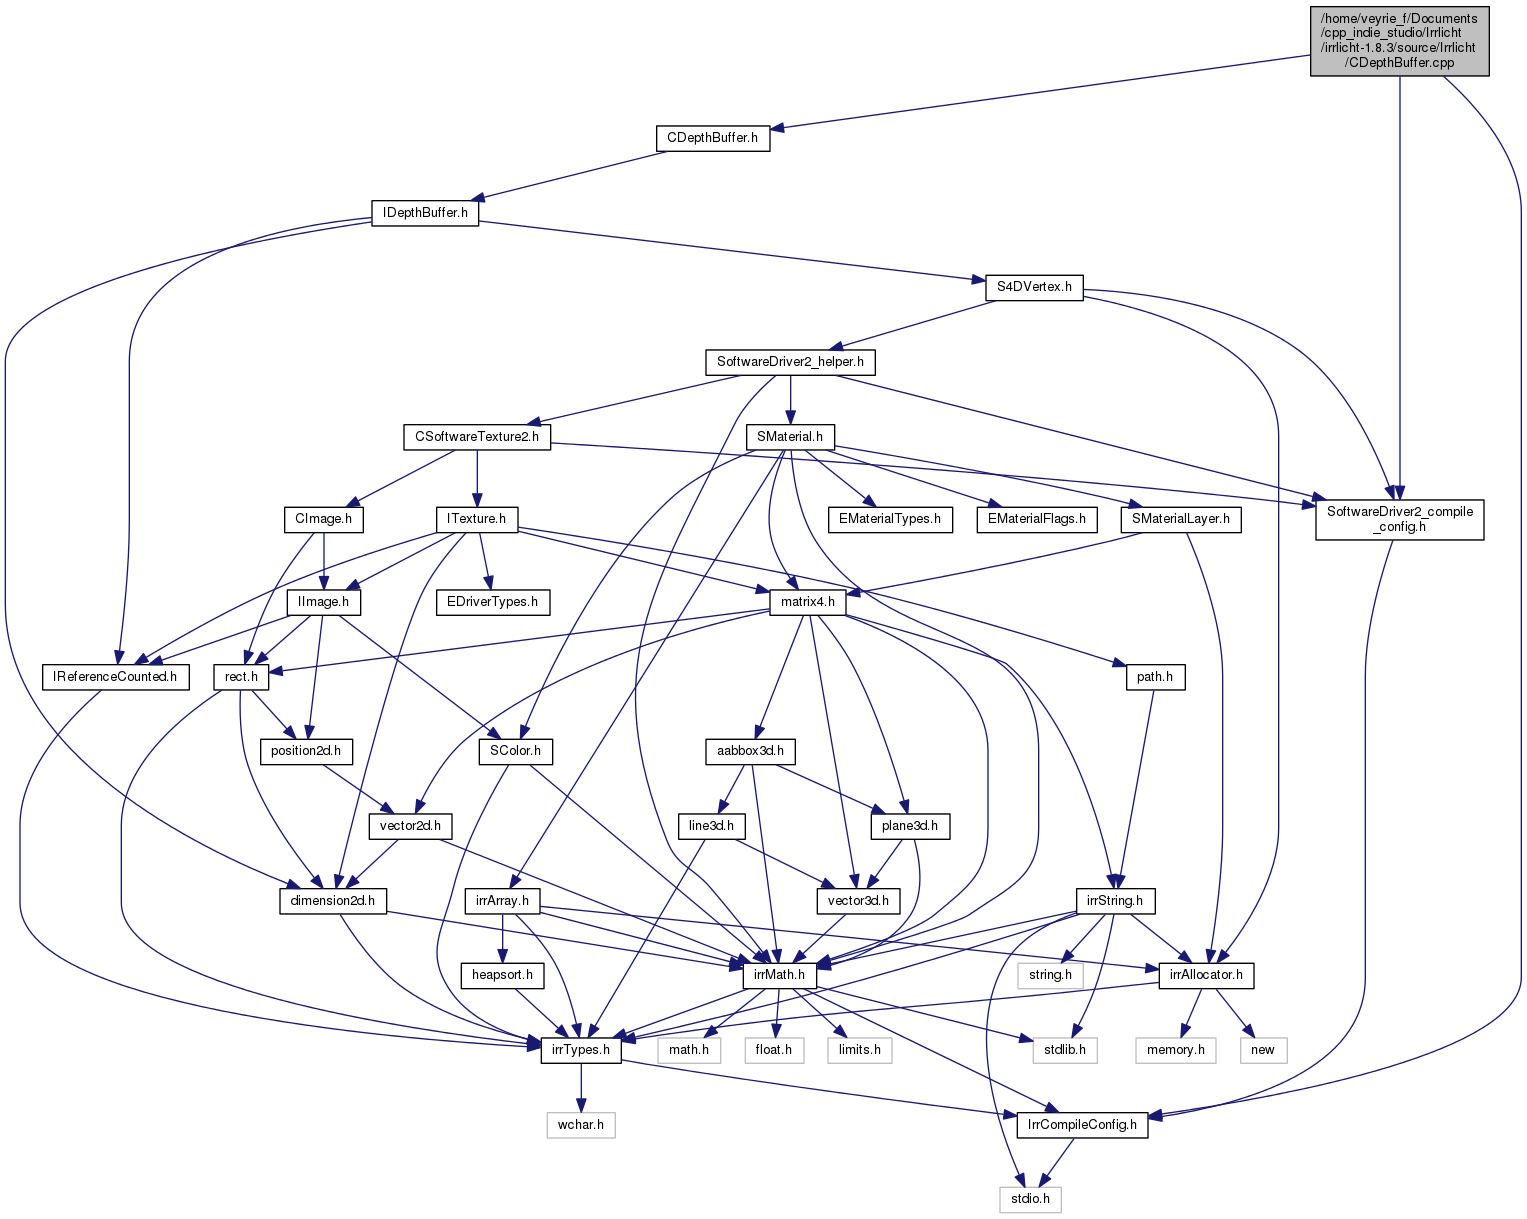 /home/veyrie_f/Documents
/cpp_indie_studio/Irrlicht
/irrlicht-1.8.3/source/Irrlicht
/CDepthBuffer.cpp
CDepthBuffer.h
IDepthBuffer.h
S4DVertex.h
SoftwareDriver2_helper.h
CSoftwareTexture2.h
SMaterial.h
CImage.h
ITexture.h
EMaterialTypes.h
EMaterialFlags.h
SMaterialLayer.h
SoftwareDriver2_compile
_config.h
IImage.h
EDriverTypes.h
matrix4.h
IReferenceCounted.h
rect.h
path.h
position2d.h
SColor.h
aabbox3d.h
vector2d.h
line3d.h
plane3d.h
dimension2d.h
irrArray.h
vector3d.h
irrString.h
heapsort.h
irrMath.h
string.h
irrAllocator.h
irrTypes.h
math.h
float.h
limits.h
stdlib.h
memory.h
new
wchar.h
IrrCompileConfig.h
stdio.h